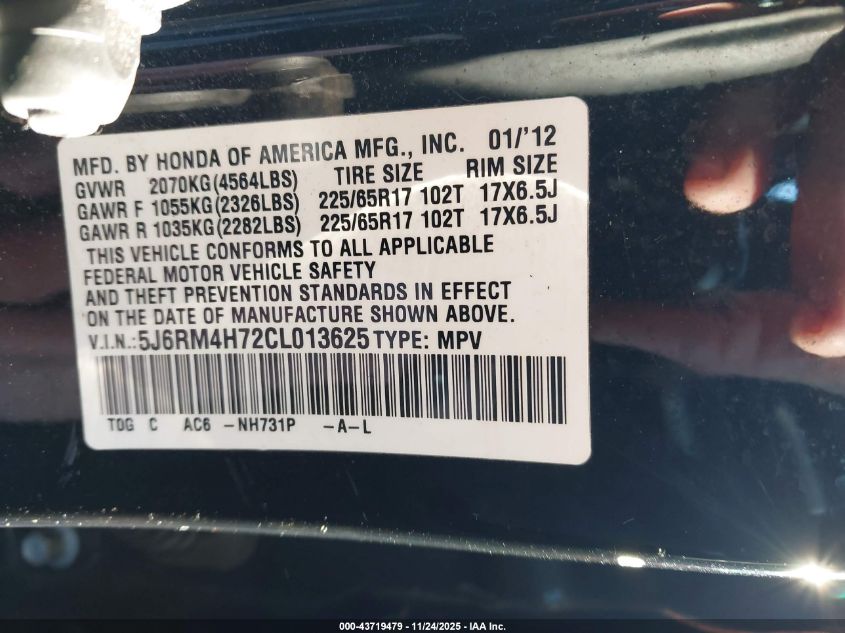 MFD. BY HONDA OF AMERICA MFG., INC. 01/'12
GVWR 2070KG(4564LBS) TIRE SIZE RIM SIZE
GAWR F 1055KG(2326LBS) 225/65R17 102T 17X6.5J
GAWR R 1035KG(2282LBS) 225/65R17 102T 17X6.5J
THIS VEHICLE CONFORMS TO ALL APPLICABLE
FEDERAL MOTOR VEHICLE SAFETY
AND THEFT PREVENTION STANDARDS IN EFFECT
ON THE DATE OF MANUFACTURE SHOWN ABOVE.
V.I.N.:5J6RM4H72CL013625 TYPE: MPV
TOG C AC6 -NH731P -A-L
000-43719479 — 11/24/2025 — IAA Inc.